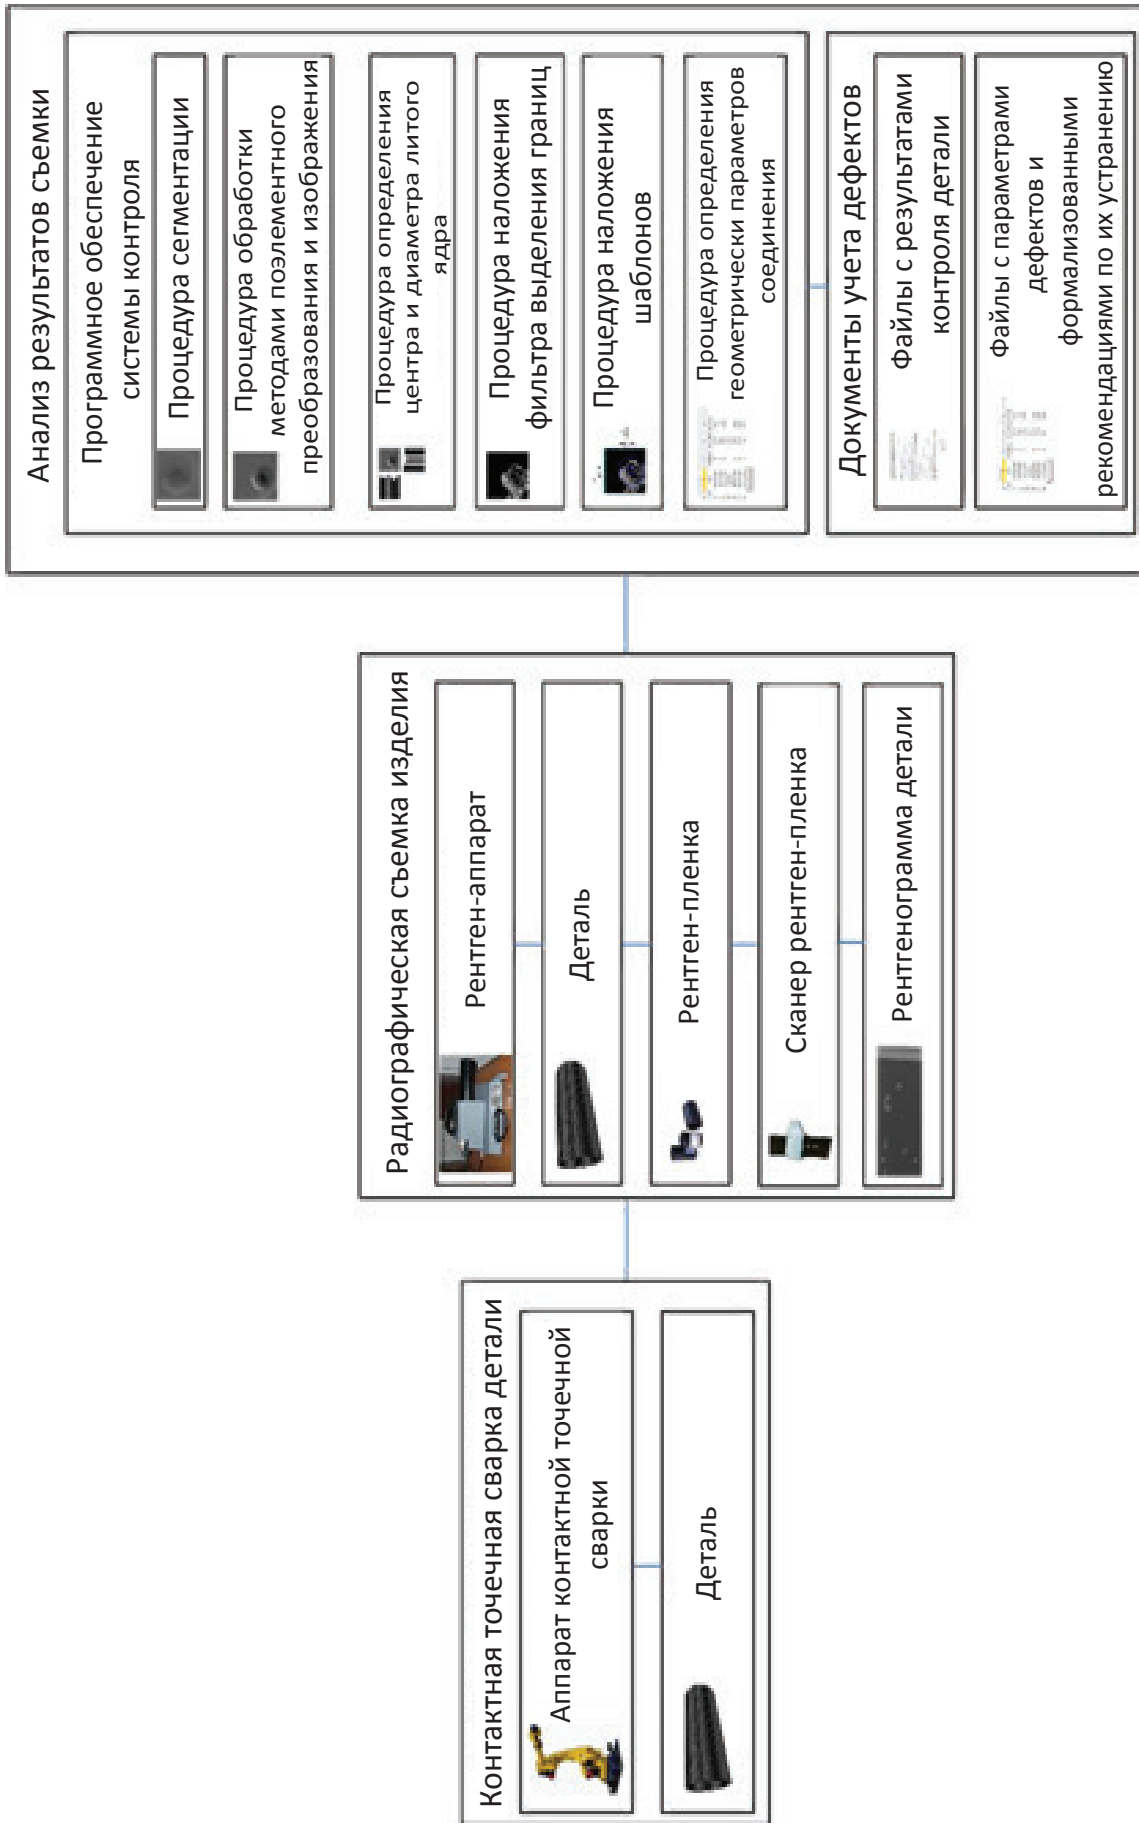 Контактная точечная сварка детали
Аппарат контактной точечной
сварки
Деталь
Радиографическая съемка изделия
Рентген-аппарат
Деталь
Рентген-пленка
Сканер рентген-пленка
Рентгенограмма детали
Анализ результатов съемки
Программное обеспечение
системы контроля
Процедура сегментации
Процедура обработки
методами поэлементного
преобразования и изображения
Процедура определения
центра и диаметра литого
ядра
Процедура наложения
фильтра выделения границ
Процедура наложения
шаблонов
Процедура определения
геометрически параметров
соединения
Документы учета дефектов
Файлы с результатами
контроля детали
Файлы с параметрами
дефектов и
формализованными
рекомендациями по их устранению